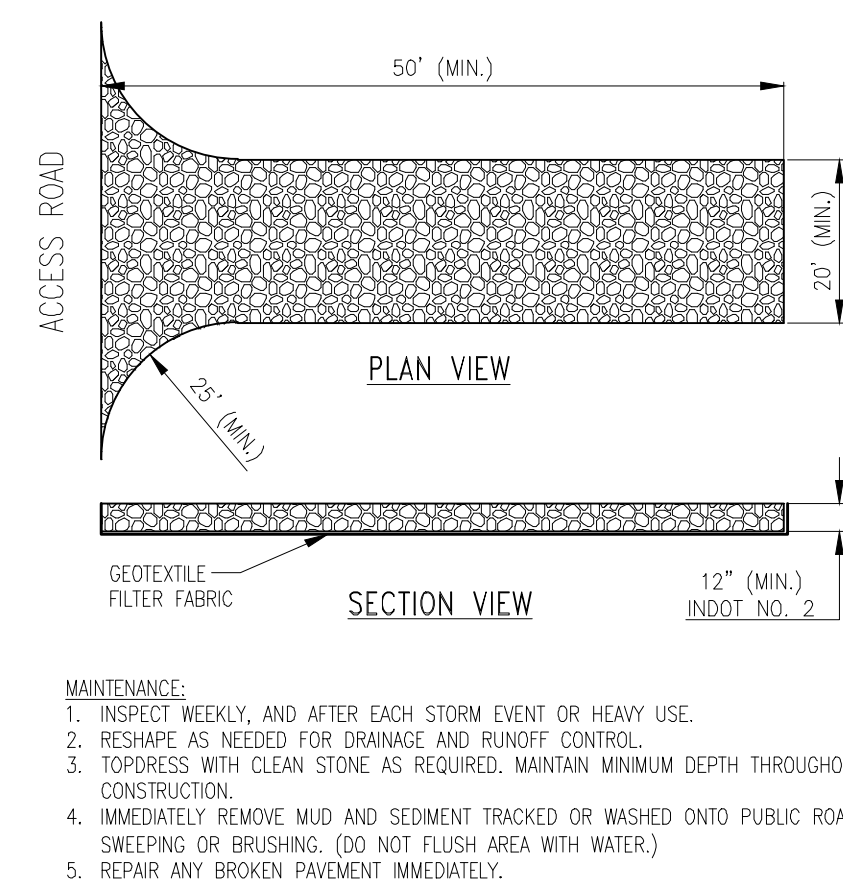 50' (MIN.)
ACCESS ROAD
20' (MIN.)
PLAN VIEW
25' (MIN.)
GEOTEXTILE
FILTER FABRIC
SECTION VIEW
12" (MIN.)
INDOT NO. 2
MAINTENANCE:
1. INSPECT WEEKLY, AND AFTER EACH STORM EVENT OR HEAVY USE.
2. RESHAPE AS NEEDED FOR DRAINAGE AND RUNOFF CONTROL.
3. TOPDRESS WITH CLEAN STONE AS REQUIRED. MAINTAIN MINIMUM DEPTH THROUGHO
CONSTRUCTION.
4. IMMEDIATELY REMOVE MUD AND SEDIMENT TRACKED OR WASHED ONTO PUBLIC ROA
SWEEPING OR BRUSHING. (DO NOT FLUSH AREA WITH WATER.)
5. REPAIR ANY BROKEN PAVEMENT IMMEDIATELY.